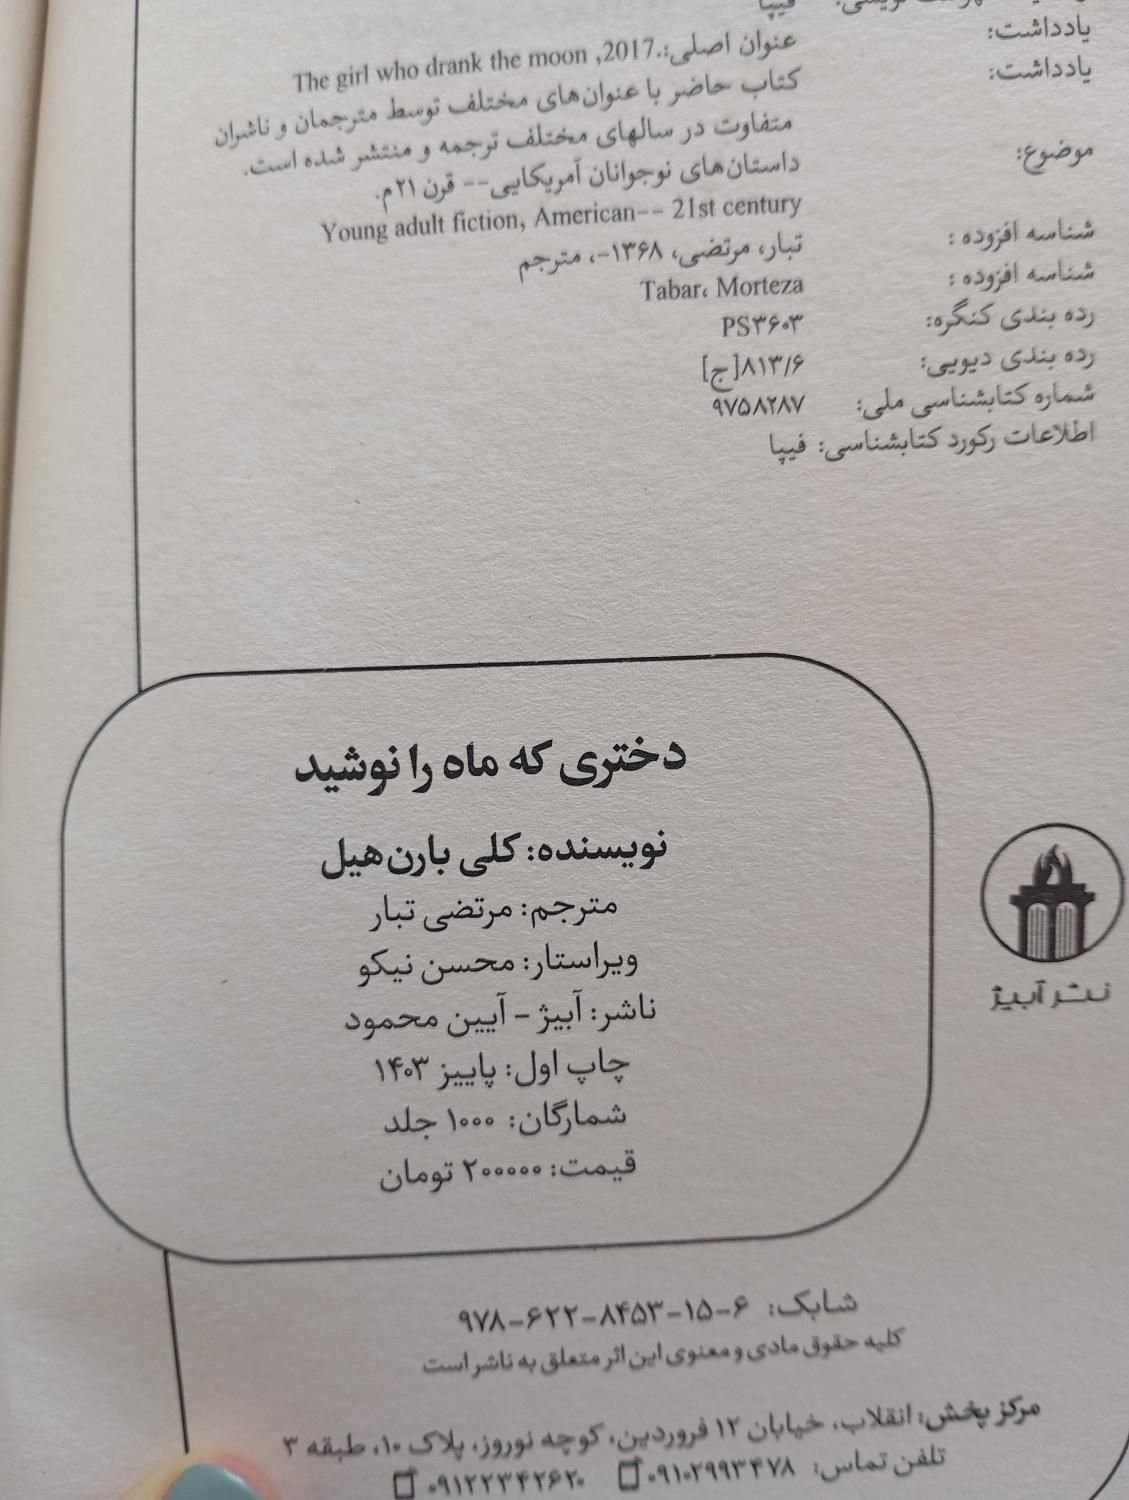 فیپا
یادداشت: عنوان اصلی:.The girl who drank the moon ,2017
یادداشت: کتاب حاضر با عنوان‌های مختلف توسط مترجمان و ناشران
متفاوت در سالهای مختلف ترجمه و منتشر شده است.
موضوع: داستان‌های نوجوانان آمریکایی-- قرن ۲۱م.
Young adult fiction, American-- 21st century
شناسه افزوده : تبار، مرتضی، ۱۳۶۸-، مترجم
شناسه افزوده : Tabar، Morteza
رده بندی کنگره: PS۳۶۰۳
رده بندی دیویی: ۸۱۳/۶[ج]
شماره کتابشناسی ملی: ۹۷۵۸۲۸۷
اطلاعات رکورد کتابشناسی: فیپا
دختری که ماه را نوشید
نویسنده: کلی بارن‌هیل
مترجم: مرتضی تبار
ویراستار: محسن نیکو
ناشر: آبیژ - آیین محمود
چاپ اول: پاییز ۱۴۰۳
شمارگان: ۱۰۰۰ جلد
قیمت: ۲۰۰۰۰۰ تومان
نشر آبیژ
شابک: ۹۷۸-۶۲۲-۸۴۵۳-۱۵-۶
کلیه حقوق مادی و معنوی این اثر متعلق به ناشر است
مرکز پخش: انقلاب، خیابان ۱۲ فروردین، کوچه نوروز، پلاک ۱۰، طبقه ۳
تلفن تماس: ۰۹۱۰۲۹۹۳۴۷۸ ۰۹۱۲۲۳۴۲۶۲۰